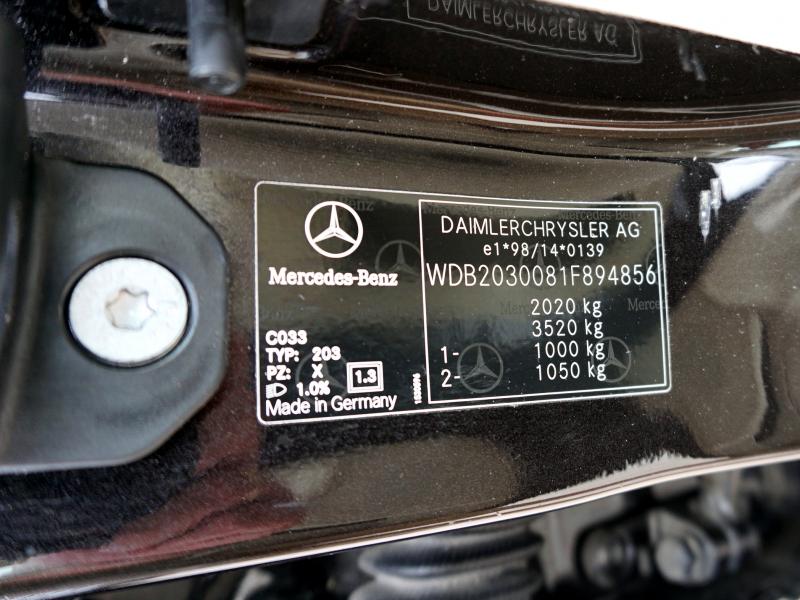 DAIMLERCHRYSLER AG
Mercedes-Benz
C033
TYP: 203
PZ: X
1.0% 1.3
Made in Germany
DAIMLERCHRYSLER AG
e1*98/14*0139
WDB2030081F894856
2020 kg
3520 kg
1- 1000 kg
2- 1050 kg